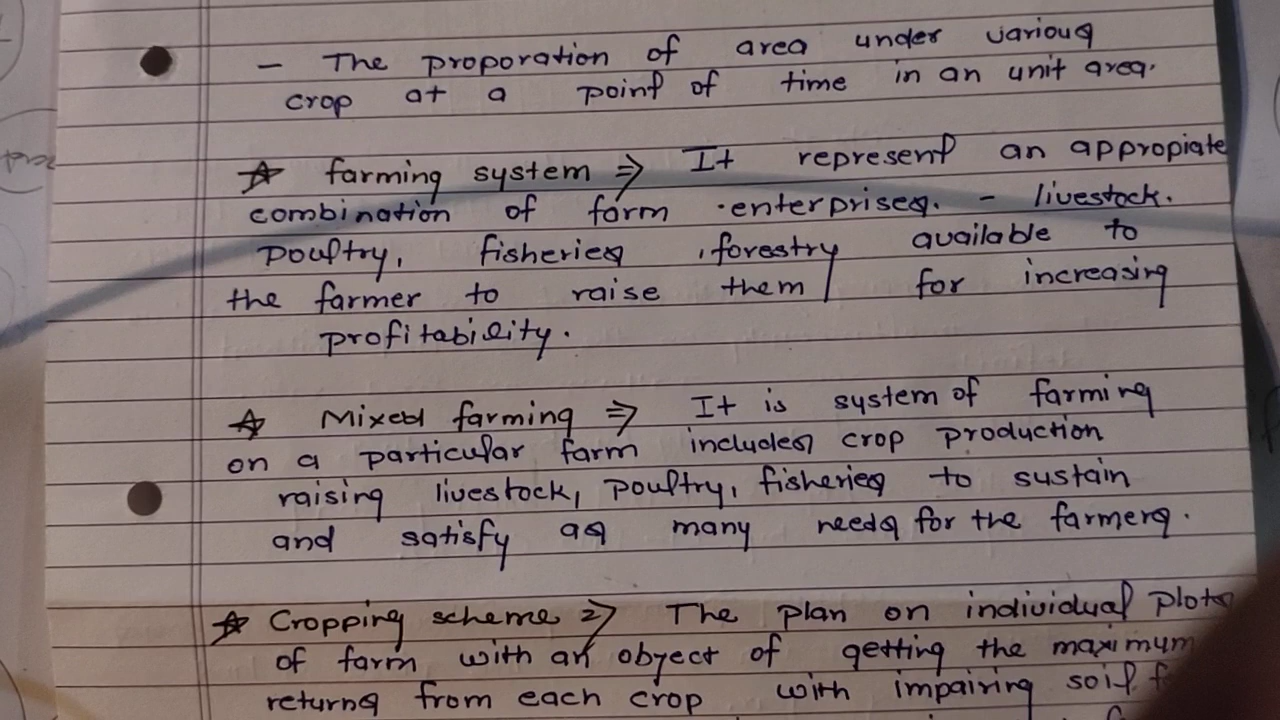 - The proporation of area under various
crop at a point of time in an unit area.
☆ farming system ⇒ It represent an appropiate
combination of farm enterprises. - livestock.
poultry, fisheries, forestry available to
the farmer to raise them for increasing
profitability.
☆ Mixed farming ⇒ It is system of farming
on a particular farm includes crop production
raising livestock, poultry, fisheries to sustain
and satisfy as many needs for the farmers.
☆ Cropping scheme ⇒ The plan on individual plots
of farm with an object of getting the maximum
returns from each crop with impairing soil